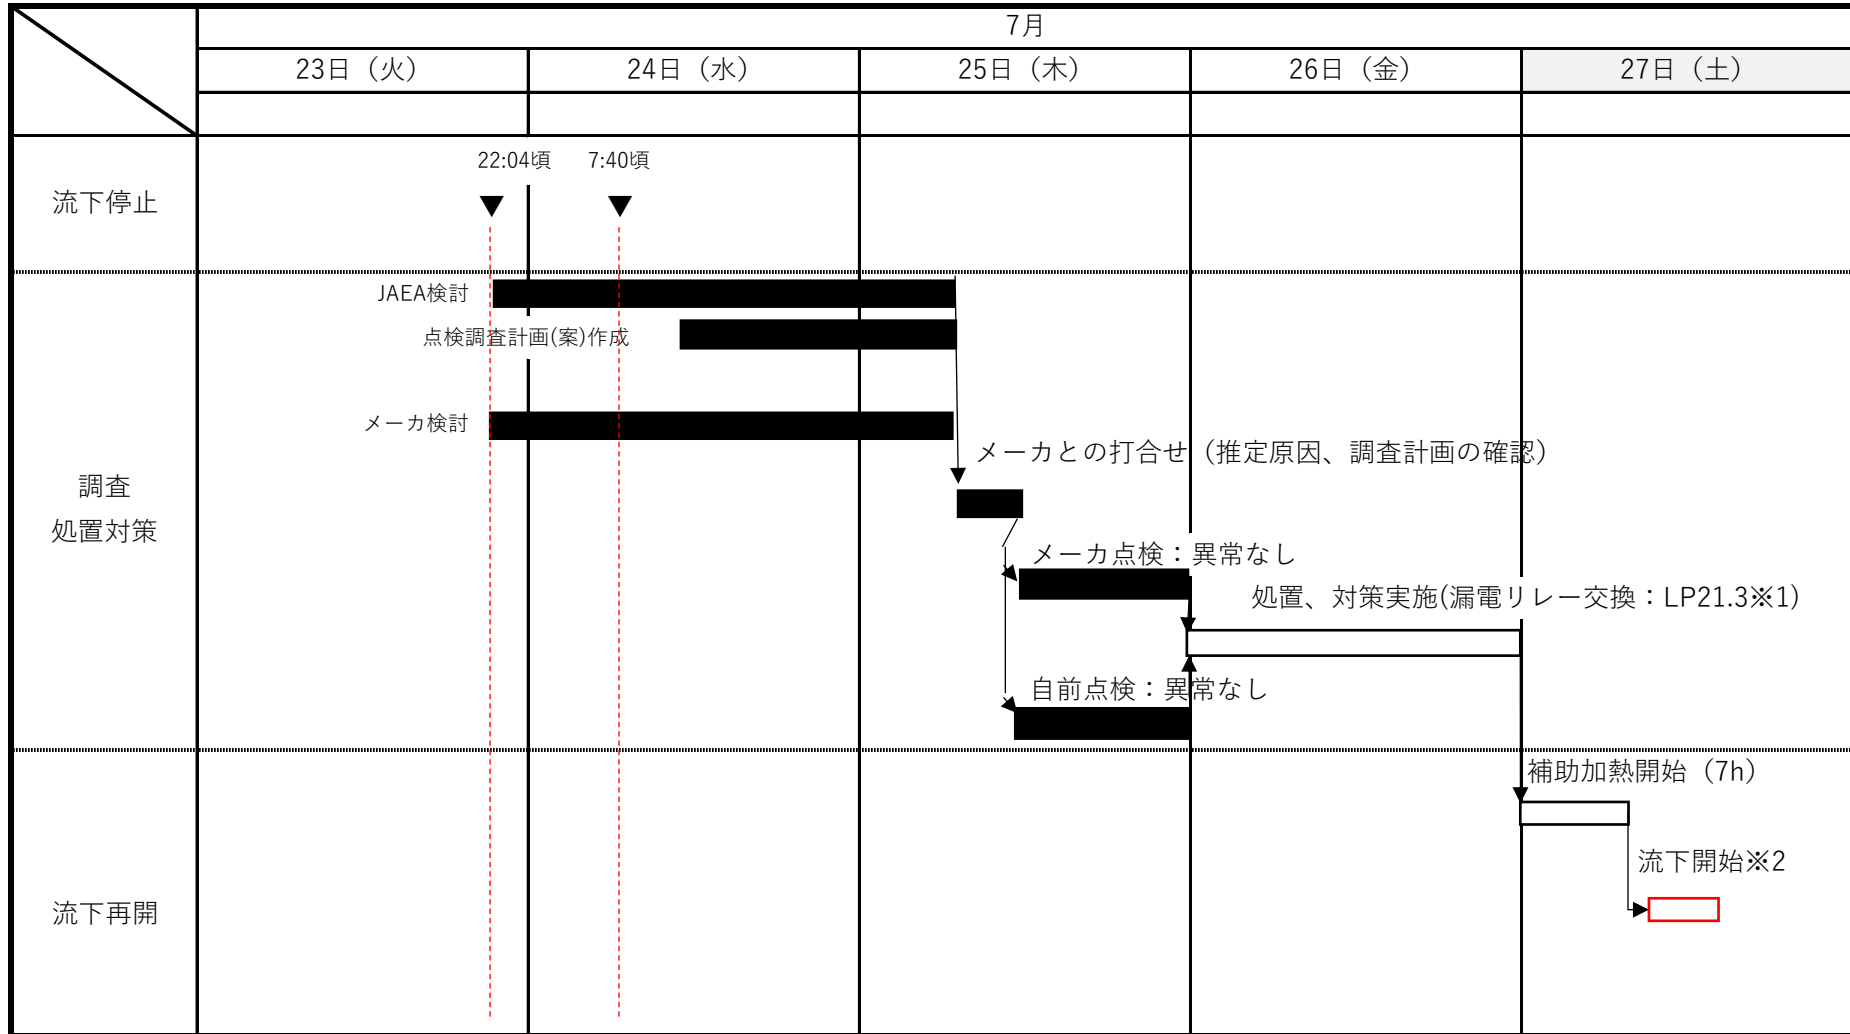 7月
23日（火）
24日（水）
25日（木）
26日（金）
27日（土）
流下停止
22:04頃
7:40頃
調査
処置対策
JAEA検討
点検調査計画(案)作成
メーカ検討
メーカとの打合せ（推定原因、調査計画の確認）
メーカ点検：異常なし
処置、対策実施(漏電リレー交換：LP21.3※1)
自前点検：異常なし
流下再開
補助加熱開始（7h）
流下開始※2